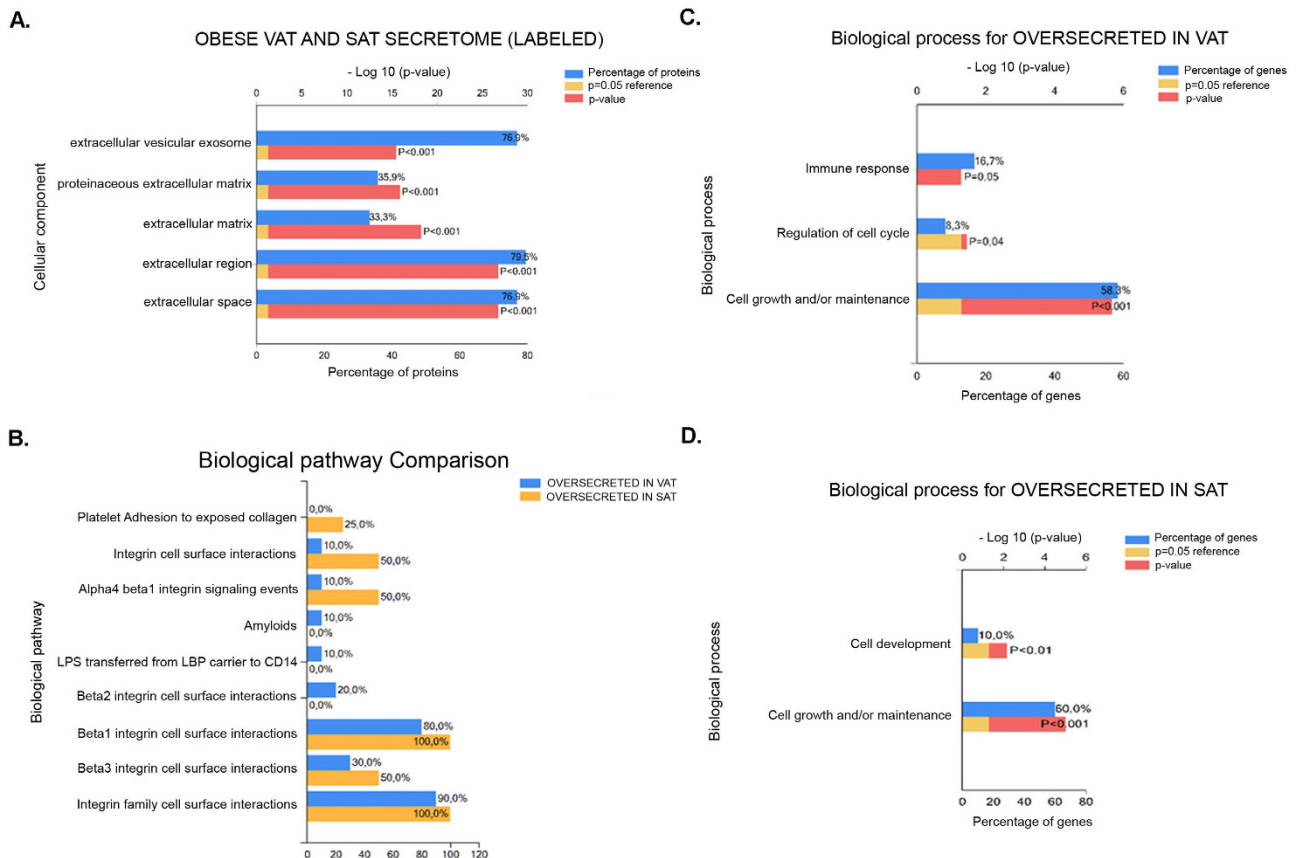 A.
OBESE VAT AND SAT SECRETOME (LABELED)
- Log 10 (p-value)
0 5 10 15 20 25 30
Percentage of proteins
p=0.05 reference
p-value
Cellular component
extracellular vesicular exosome
76,9%
P<0.001
proteinaceous extracellular matrix
35,9%
P<0.001
extracellular matrix
33,3%
P<0.001
extracellular region
79,5%
P<0.001
extracellular space
76,9%
P<0.001
0 20 40 60 80
Percentage of proteins
B.
Biological pathway Comparison
OVERSECRETED IN VAT
OVERSECRETED IN SAT
Biological pathway
Platelet Adhesion to exposed collagen
0,0%
25,0%
Integrin cell surface interactions
10,0%
50,0%
Alpha4 beta1 integrin signaling events
10,0%
50,0%
Amyloids
10,0%
0,0%
LPS transferred from LBP carrier to CD14
10,0%
0,0%
Beta2 integrin cell surface interactions
20,0%
0,0%
Beta1 integrin cell surface interactions
80,0%
100,0%
Beta3 integrin cell surface interactions
30,0%
50,0%
Integrin family cell surface interactions
90,0%
100,0%
0 20 40 60 80 100 120
C.
Biological process for OVERSECRETED IN VAT
- Log 10 (p-value)
0 1 2 3 4 5 6
Percentage of genes
p=0.05 reference
p-value
Biological process
Immune response
16,7%
P=0,05
Regulation of cell cycle
8,3%
P=0,04
Cell growth and/or maintenance
58,3%
P<0.001
0 20 40 60
Percentage of genes
D.
Biological process for OVERSECRETED IN SAT
- Log 10 (p-value)
0 2 4 6
Percentage of genes
p=0.05 reference
p-value
Biological process
Cell development
10,0%
P<0.01
Cell growth and/or maintenance
60,0%
P<0.001
0 20 40 60 80
Percentage of genes